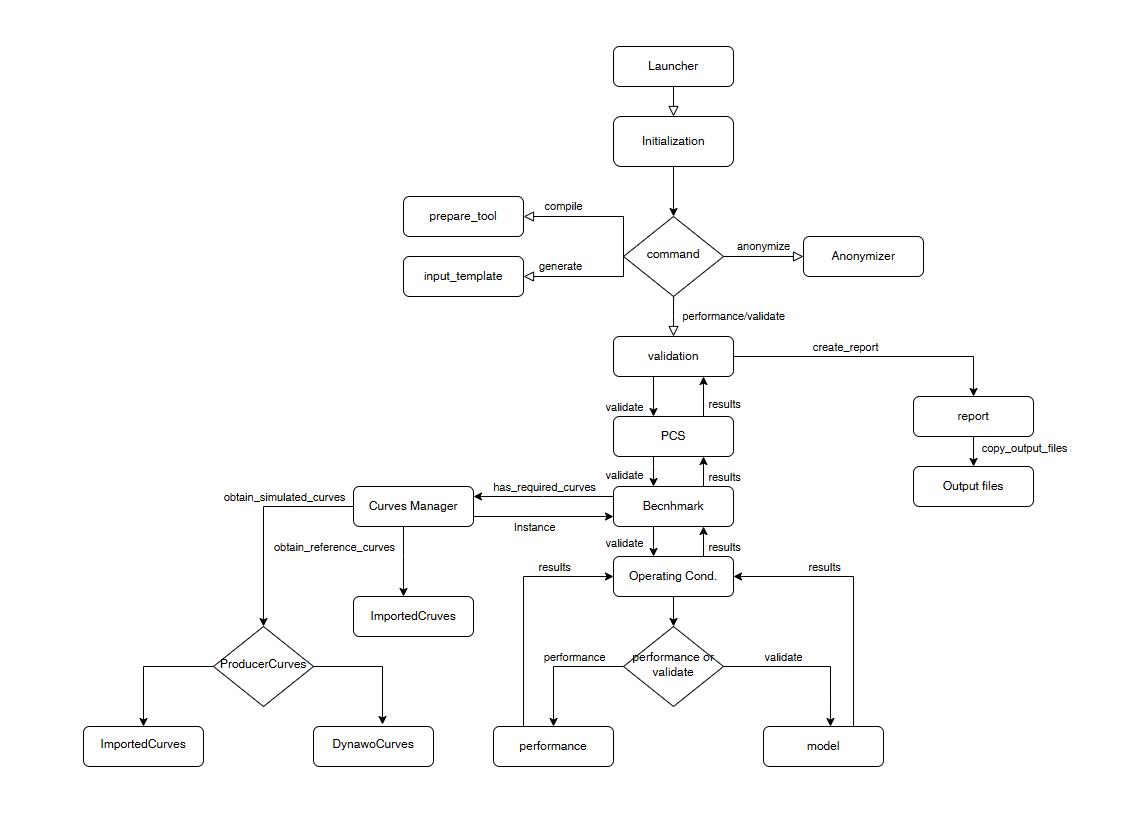 Launcher
Initialization
compile
prepare_tool
anonymize
command
Anonymizer
generate
input_template
performance/validate
create_report
validation
validate
results
report
PCS
copy_output_files
validate
results
has_required_curves
Output files
obtain_simulated_curves
Curves Manager
Becnhmark
Instance
validate
results
obtain_reference_curves
results
results
Operating Cond.
ImportedCruves
performance
performance or
validate
validate
ProducerCurves
ImportedCurves
DynawoCurves
performance
model